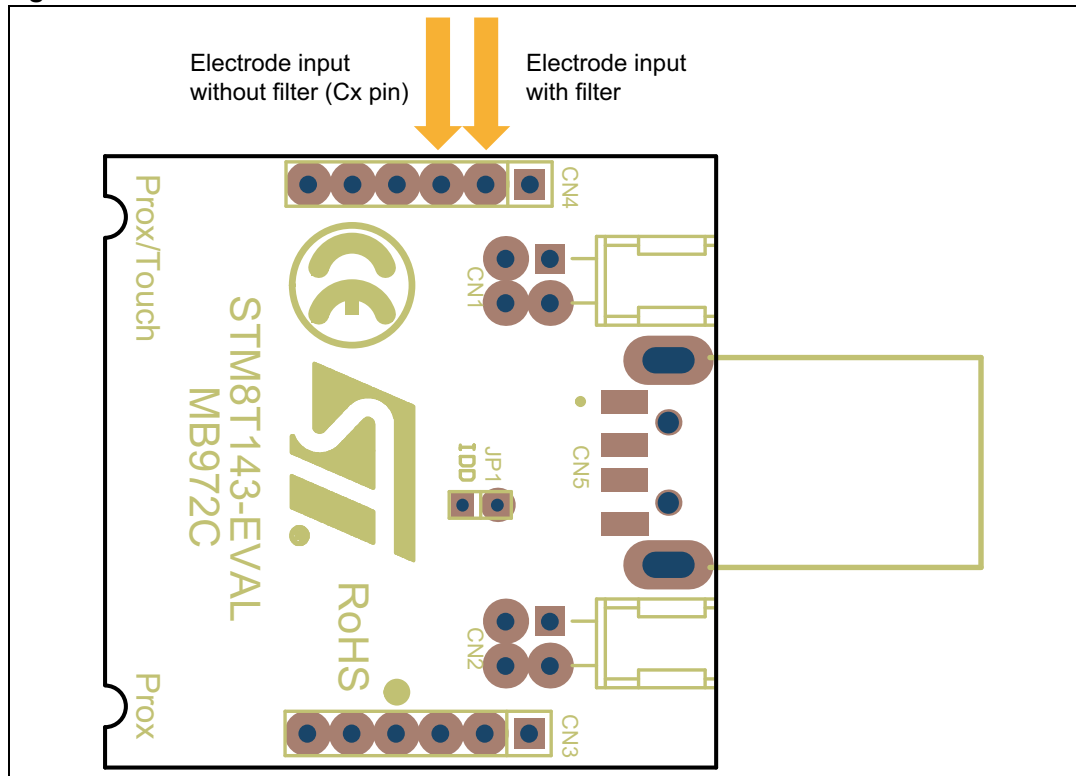 Electrode input
without filter (Cx pin)
Electrode input
with filter
CN4
Prox/Touch
CN1
STM8T143-EVAL
MB972C
CN5
JP1
IDD
RoHS
CN2
Prox
CN3